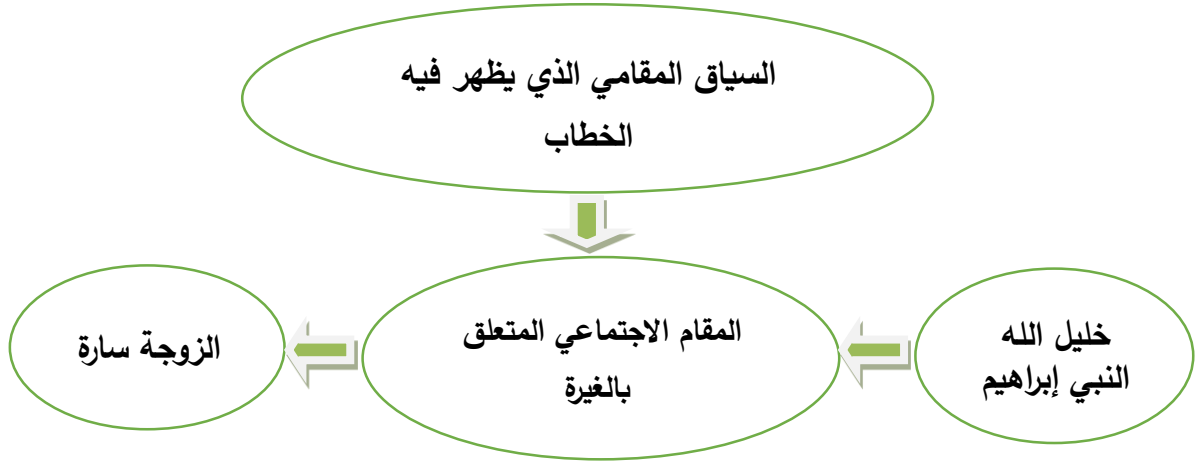 السياق المقامي الذي يظهر فيه
الخطاب
خليل الله
النبي إبراهيم
المقام الاجتماعي المتعلق
بالغيرة
الزوجة سارة